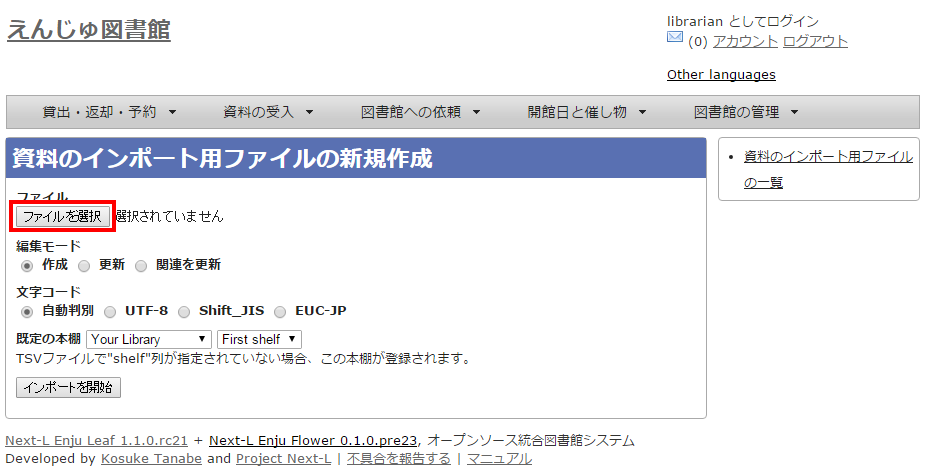 えんじゅ図書館
librarian としてログイン
(0) アカウント ログアウト
Other languages
貸出・返却・予約 資料の受入 図書館への依頼 開館日と催し物 図書館の管理
資料のインポート用ファイルの新規作成
ファイル
ファイルを選択 選択されていません
編集モード
作成 更新 関連を更新
文字コード
自動判別 UTF-8 Shift_JIS EUC-JP
既定の本棚 Your Library First shelf
TSVファイルで"shelf"列が指定されていない場合、この本棚が登録されます。
インポートを開始
資料のインポート用ファイル
の一覧
Next-L Enju Leaf 1.1.0.rc21 + Next-L Enju Flower 0.1.0.pre23, オープンソース統合図書館システム
Developed by Kosuke Tanabe and Project Next-L | 不具合を報告する | マニュアル